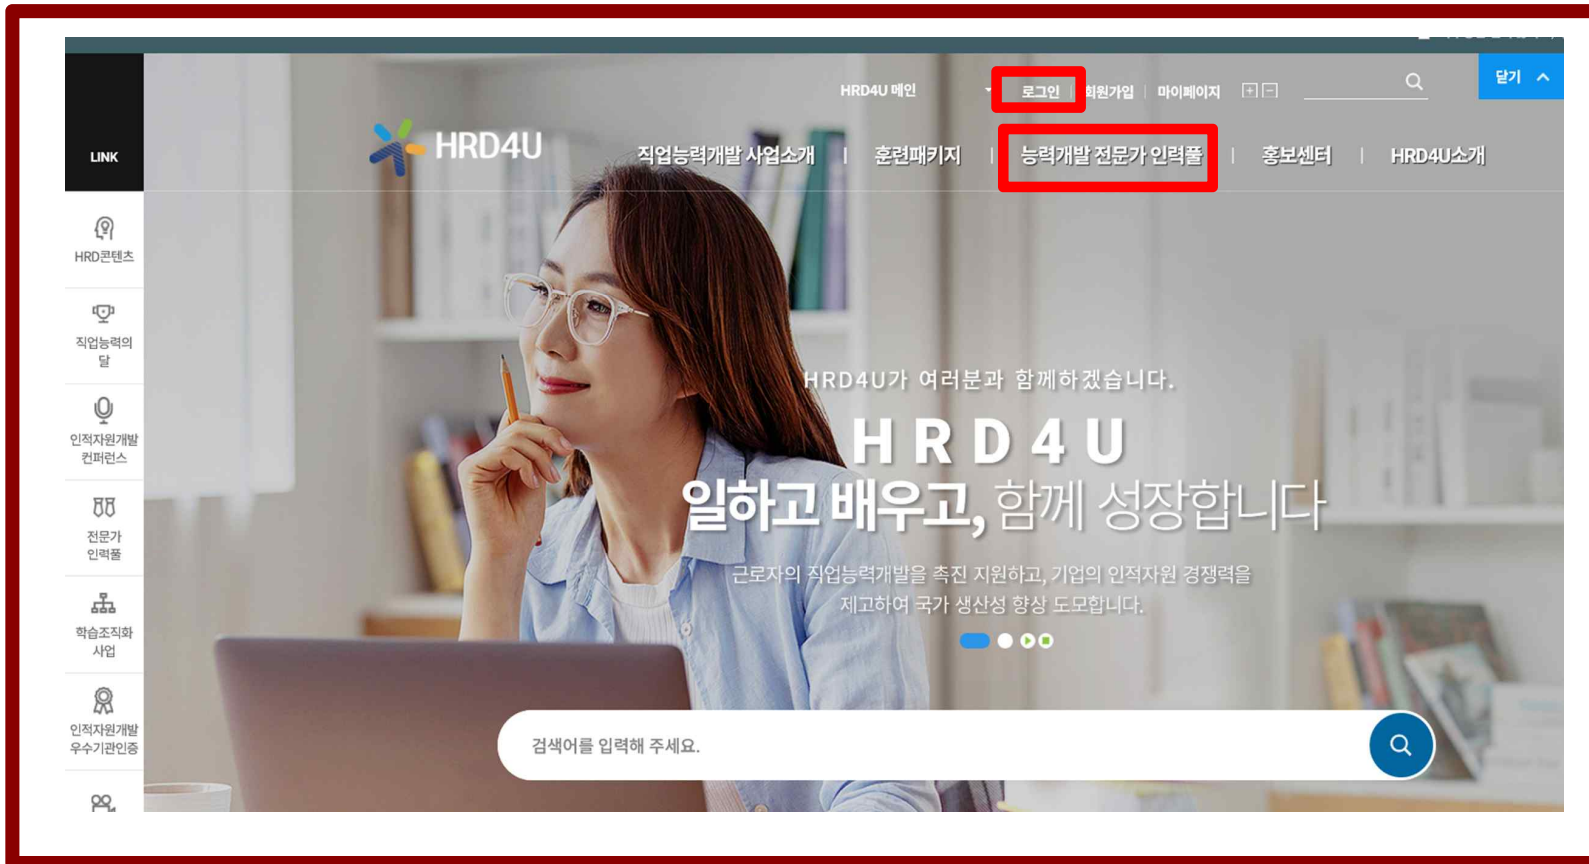 닫기
HRD4U 메인
로그인
회원가입
마이페이지
LINK
HRD4U
직업능력개발 사업소개
훈련패키지
능력개발 전문가 인력풀
홍보센터
HRD4U소개
HRD콘텐츠
직업능력의
달
인적자원개발
컨퍼런스
전문가
인력풀
학습조직화
사업
인적자원개발
우수기관인증
HRD4U가 여러분과 함께하겠습니다.
HRD4U
일하고 배우고, 함께 성장합니다
근로자의 직업능력개발을 촉진 지원하고, 기업의 인적자원 경쟁력을
제고하여 국가 생산성 향상 도모합니다.
검색어를 입력해 주세요.